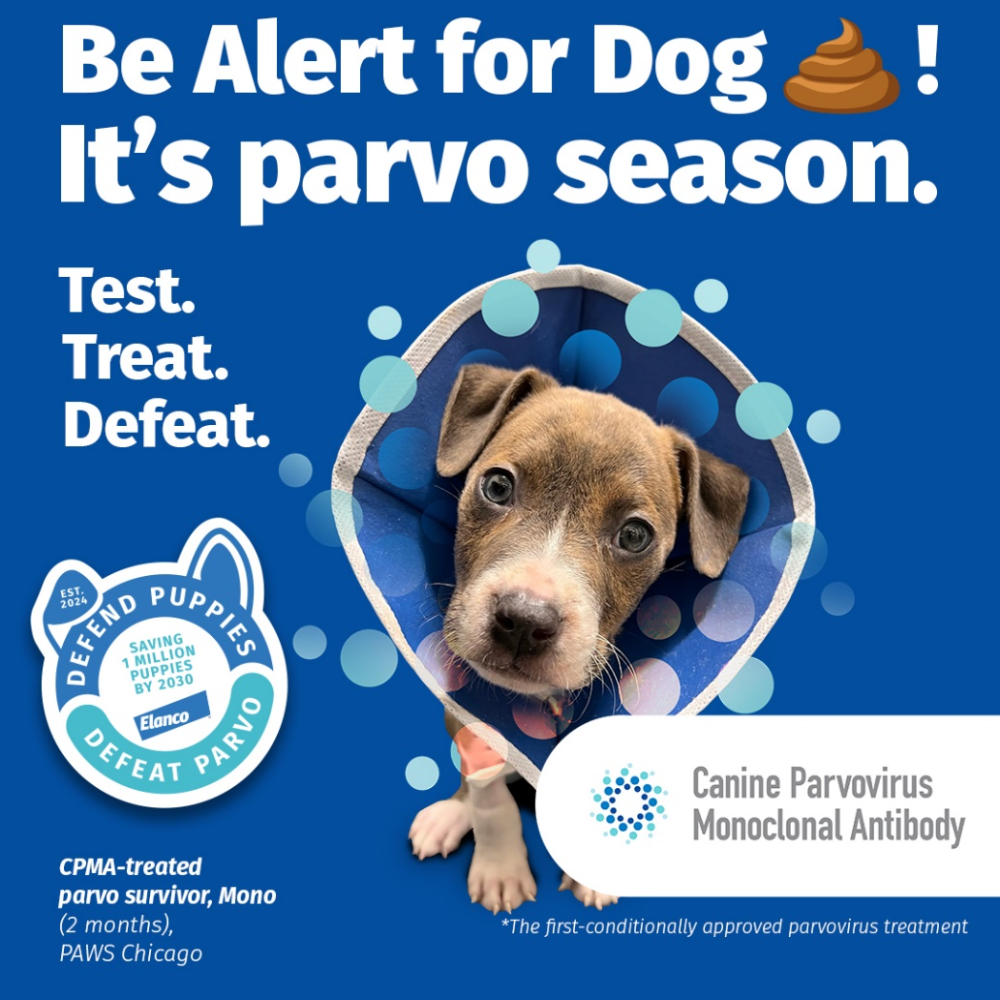 Be Alert for Dog 💩!
It's parvo season.
Test.
Treat.
Defeat.
EST.
2024
DEFEND PUPPIES
SAVING
1 MILLION
PUPPIES
BY 2030
Elanco
DEFEAT PARVO
Canine Parvovirus
Monoclonal Antibody
CPMA-treated
parvo survivor, Mono
(2 months),
PAWS Chicago
*The first-conditionally approved parvovirus treatment